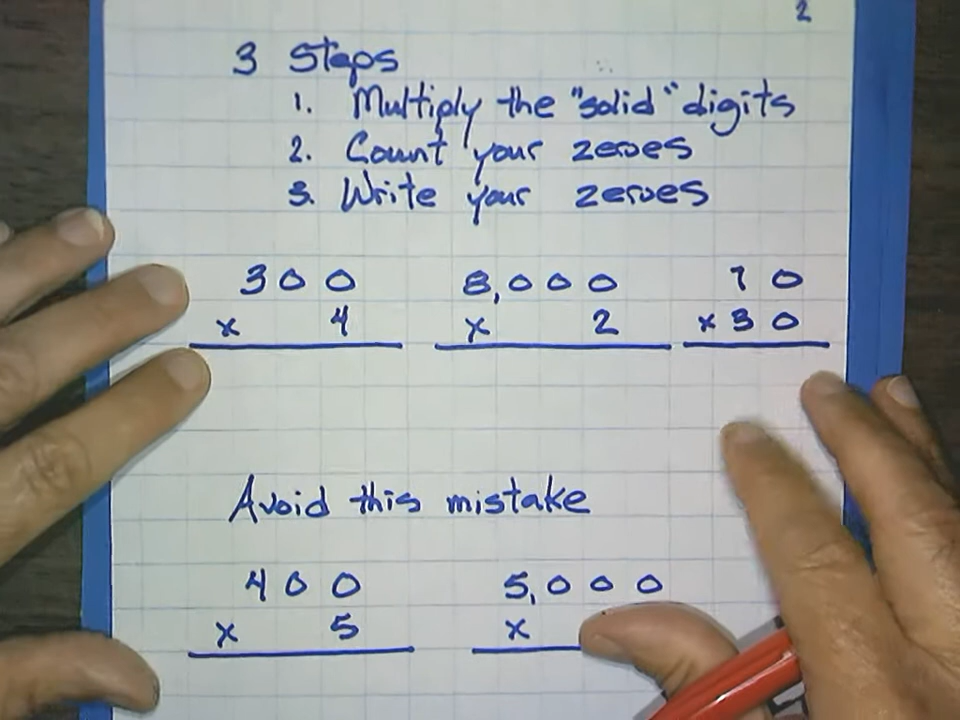 2
3 Steps
1. Multiply the "solid" digits
2. Count your zeroes
3. Write your zeroes
300 8,000 70
x 4 x 2 x 30
Avoid this mistake
400 5,000
x 5 x